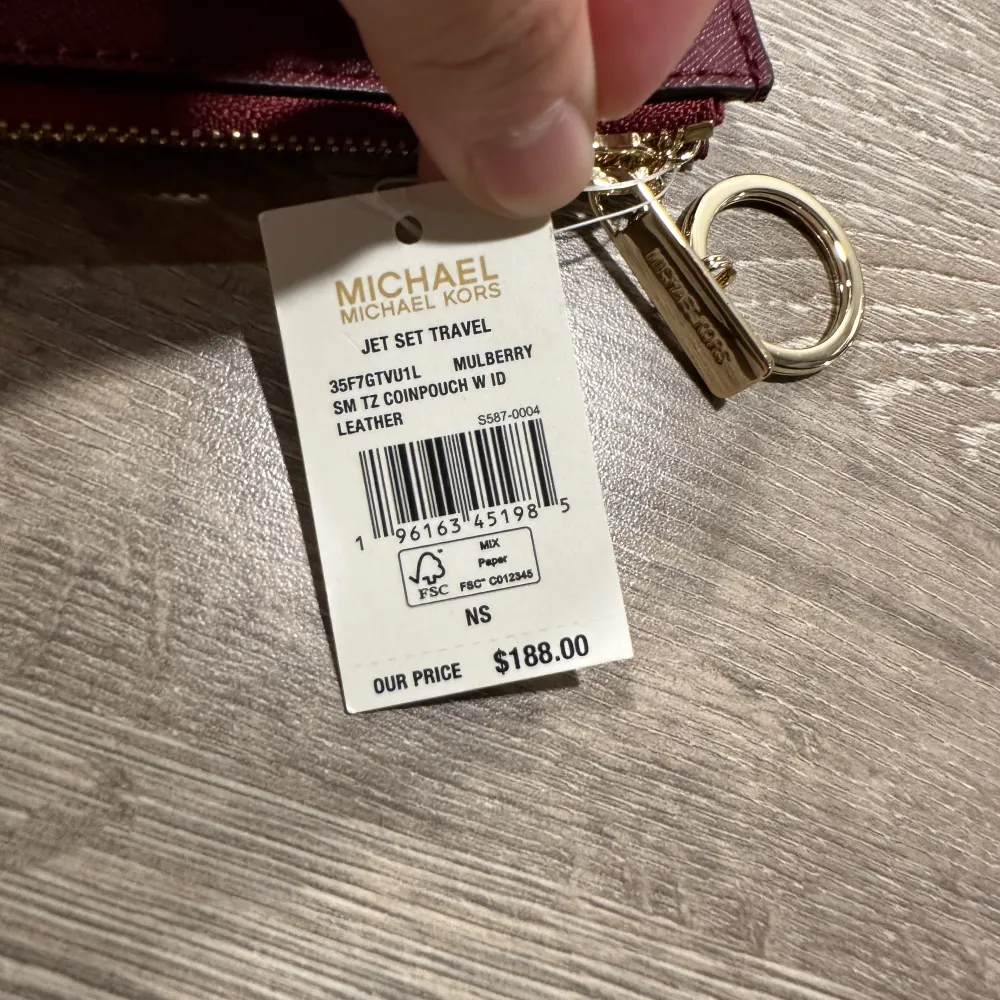 MICHAEL
MICHAEL KORS
JET SET TRAVEL
35F7GTVU1L MULBERRY
SM TZ COINPOUCH W ID
LEATHER S587-0004
1 96163 45198 5
FSC MIX
Paper
FSC™ C012345
NS
OUR PRICE $188.00
MICHAEL KORS